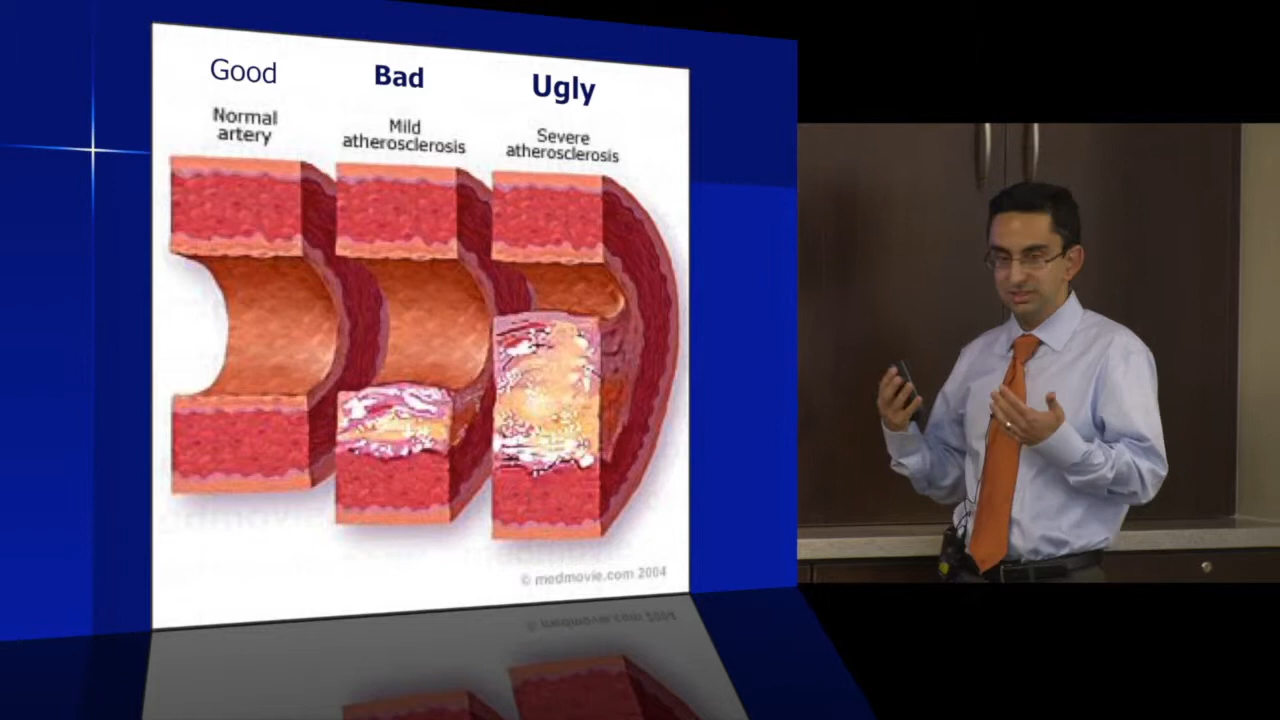 Good
Normal
artery
Bad
Mild
atherosclerosis
Ugly
Severe
atherosclerosis
© medmovie.com 2004